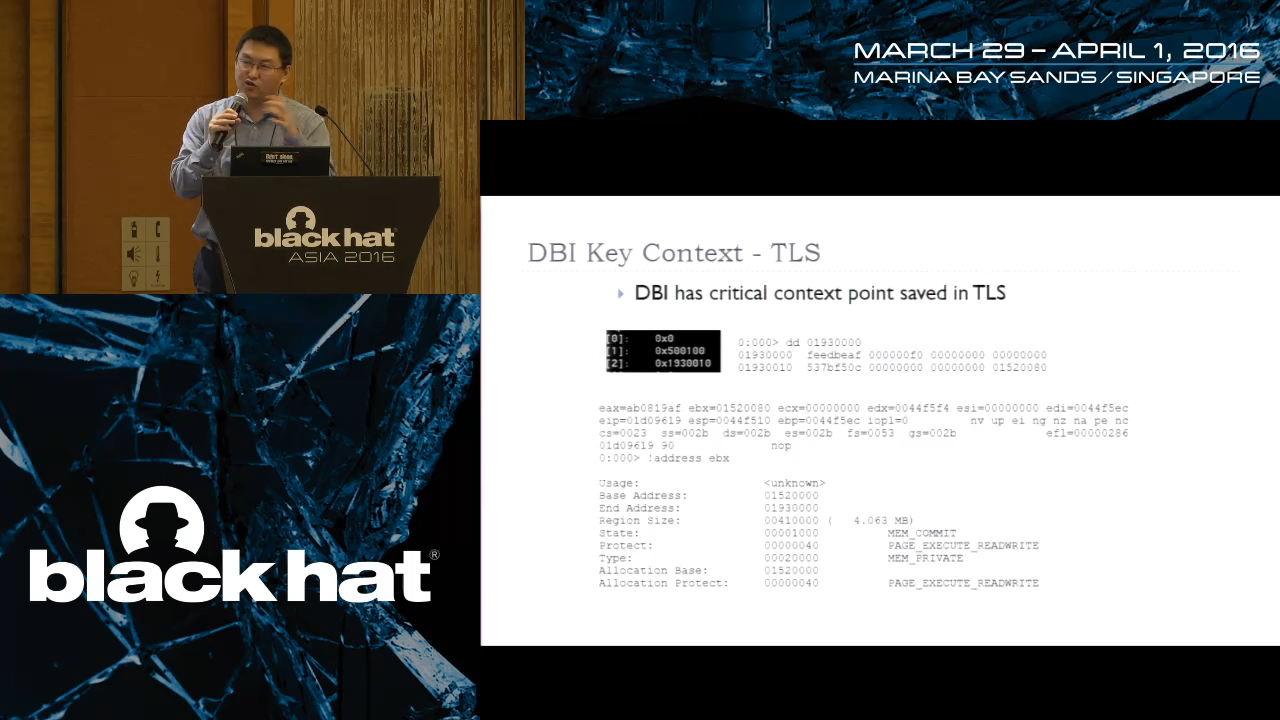 MARCH 29 – APRIL 1, 2016
MARINA BAY SANDS / SINGAPORE
black hat
ASIA 2016
DBI Key Context - TLS
DBI has critical context point saved in TLS
[0]: 0x0
[1]: 0x500100
[2]: 0x1930010
0:000> dd 01930000
01930000 feedbeaf 000000f0 00000000 00000000
01930010 537bf50c 00000000 00000000 01520080
eax=ab0819af ebx=01520080 ecx=00000000 edx=0044f5f4 esi=00000000 edi=0044f5ec
eip=01d09619 esp=0044f510 ebp=0044f5ec iopl=0 nv up ei ng nz na pe nc
cs=0023 ss=002b ds=002b es=002b fs=0053 gs=002b efl=00000286
01d09619 90 nop
0:000> !address ebx
Usage: <unknown>
Base Address: 01520000
End Address: 01930000
Region Size: 00410000 ( 4.063 MB)
State: 00001000 MEM_COMMIT
Protect: 00000040 PAGE_EXECUTE_READWRITE
Type: 00020000 MEM_PRIVATE
Allocation Base: 01520000
Allocation Protect: 00000040 PAGE_EXECUTE_READWRITE
black hat®